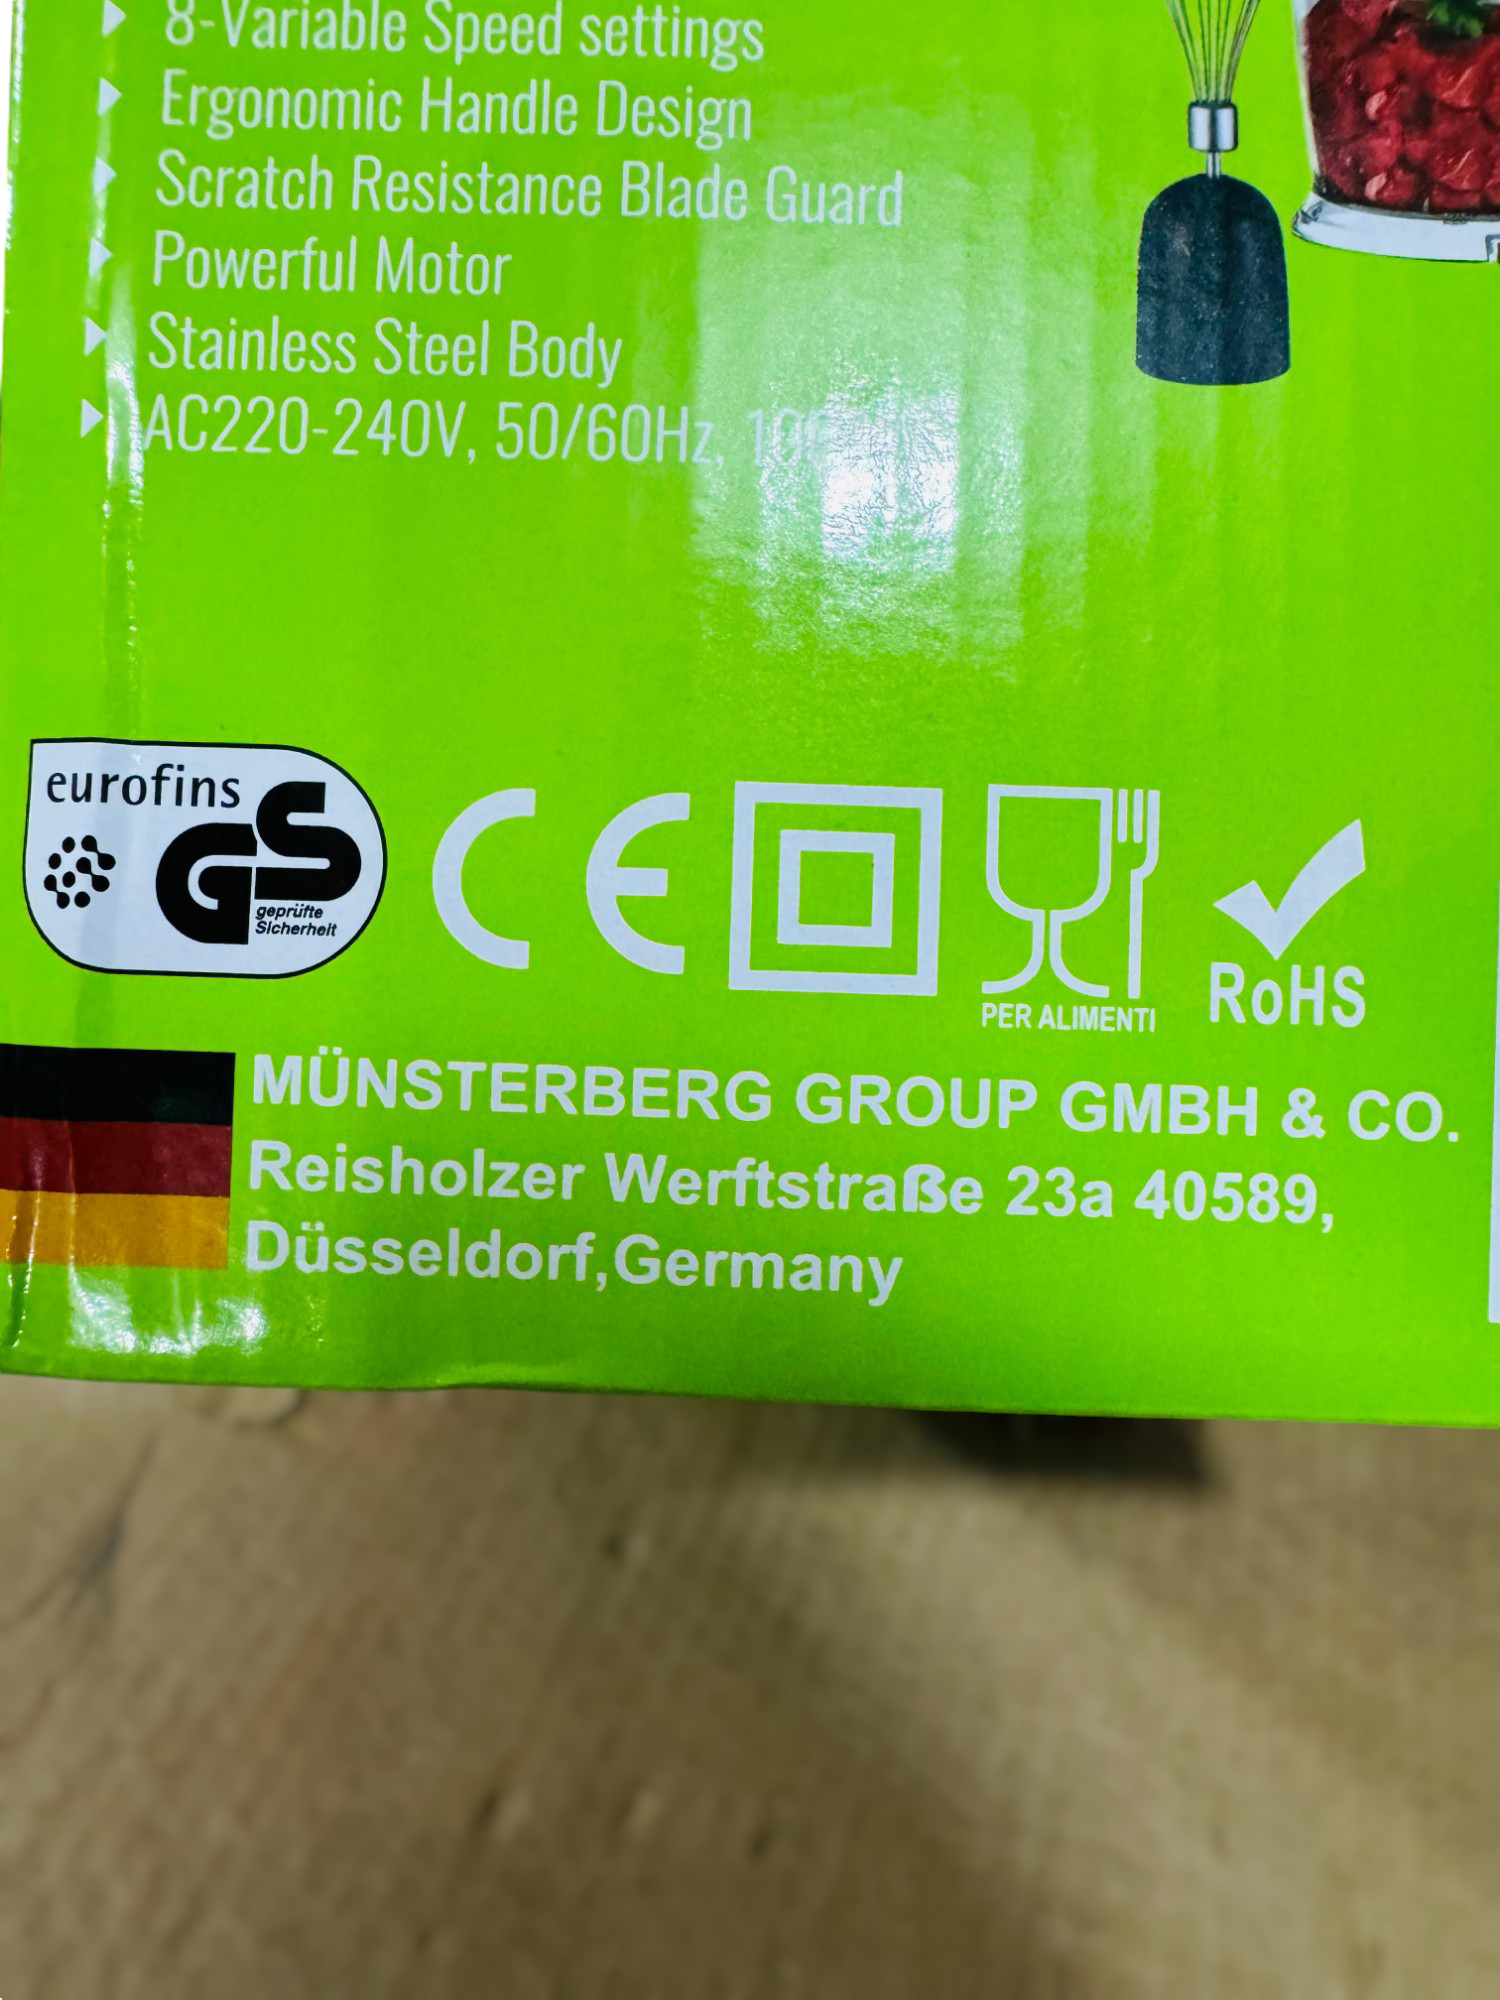 8-Variable Speed settings
Ergonomic Handle Design
Scratch Resistance Blade Guard
Powerful Motor
Stainless Steel Body
AC220-240V, 50/60Hz,
eurofins
GS
geprüfte
Sicherheit
CE
PER ALIMENTI
RoHS
MÜNSTERBERG GROUP GMBH & CO.
Reisholzer Werftstraße 23a 40589,
Düsseldorf,Germany